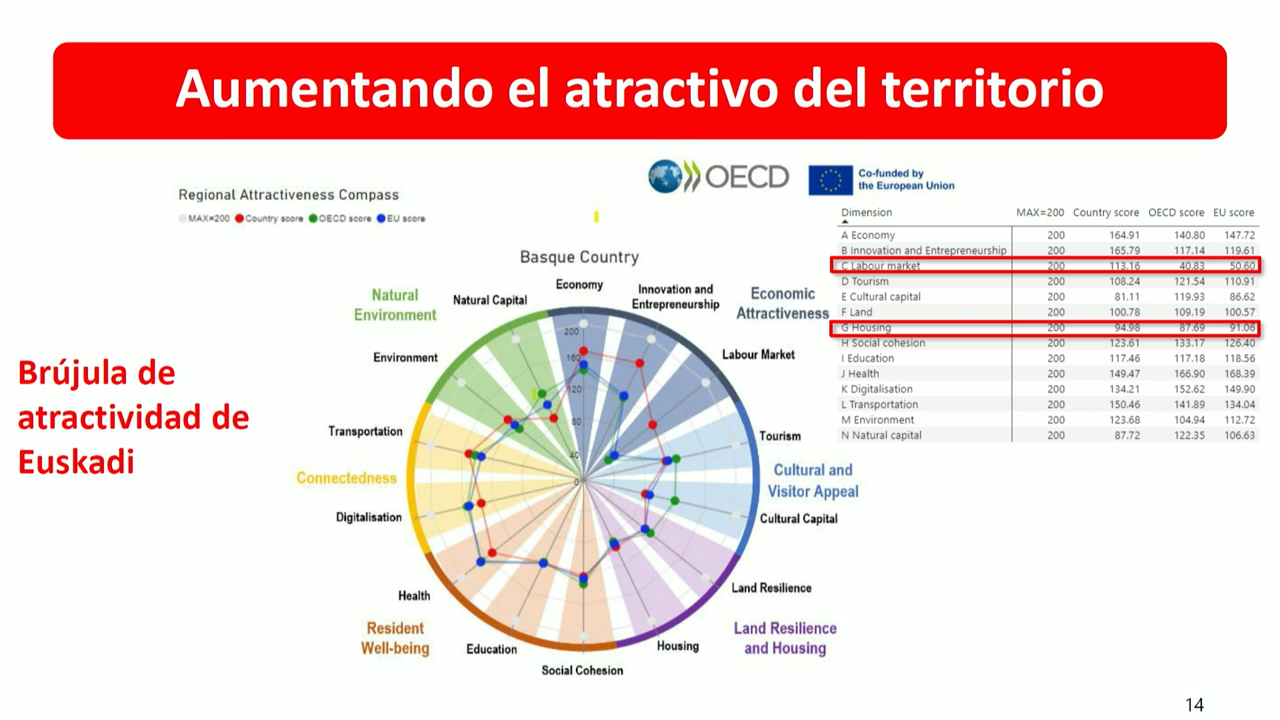 Aumentando el atractivo del territorio
OECD
Co-funded by
the European Union
Regional Attractiveness Compass
MAX=200 Country score OECD score EU score
Basque Country
Economy
Innovation and
Entrepreneurship
Economic
Attractiveness
Labour Market
Tourism
Cultural and
Visitor Appeal
Cultural Capital
Land Resilience
Land Resilience
and Housing
Housing
Social Cohesion
Education
Resident
Well-being
Health
Digitalisation
Connectedness
Transportation
Environment
Natural
Environment
Natural Capital
200
160
120
80
40
0
Brújula de
atractividad de
Euskadi
Dimension MAX=200 Country score OECD score EU score
A Economy 200 164.91 140.80 147.72
B Innovation and Entrepreneurship 200 165.79 117.14 119.61
C Labour market 200 113.16 40.83 50.60
D Tourism 200 108.24 121.54 110.91
E Cultural capital 200 81.11 119.93 86.62
F Land 200 100.78 109.19 100.57
G Housing 200 94.98 87.69 91.06
H Social cohesion 200 123.61 133.17 126.40
I Education 200 117.46 117.18 118.56
J Health 200 149.47 166.90 168.39
K Digitalisation 200 134.21 152.62 149.90
L Transportation 200 150.46 141.89 134.04
M Environment 200 123.68 104.94 112.72
N Natural capital 200 87.72 122.35 106.63
14